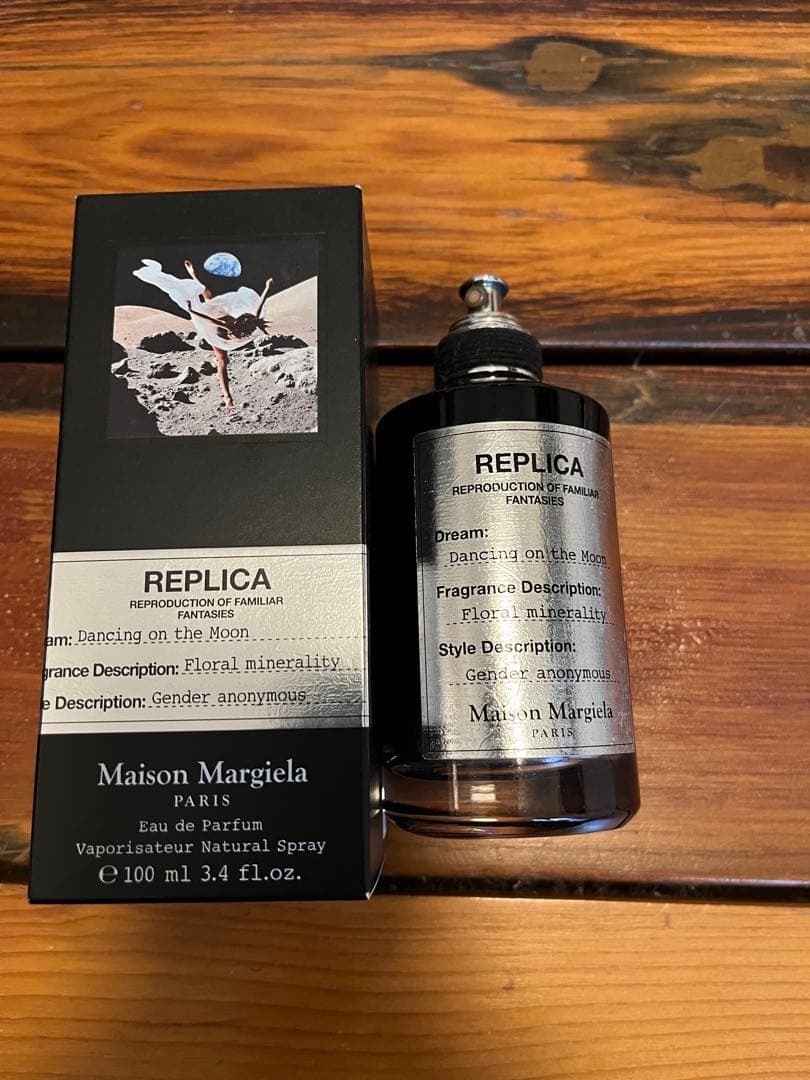 REPLICA
REPRODUCTION OF FAMILIAR
FANTASIES
am: Dancing on the Moon
grance Description: Floral minerality
e Description: Gender anonymous
Maison Margiela
PARIS
Eau de Parfum
Vaporisateur Natural Spray
℮ 100 ml 3.4 fl.oz.
REPLICA
REPRODUCTION OF FAMILIAR
FANTASIES
Dream:
Dancing on the Moon
Fragrance Description:
Floral minerality
Style Description:
Gender anonymous
Maison Margiela
PARIS